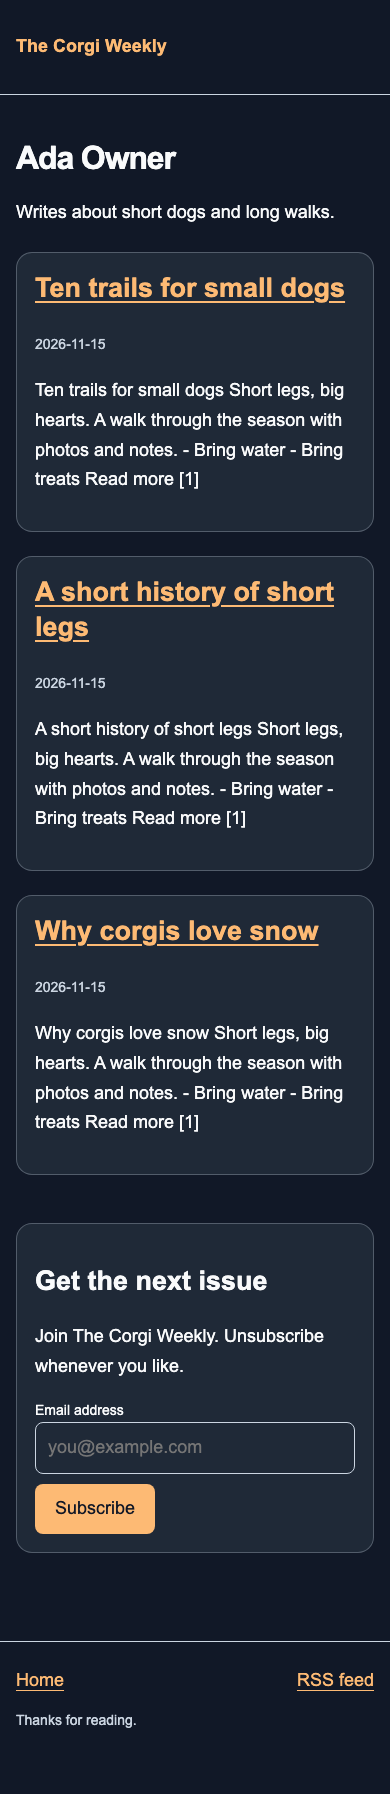 The Corgi Weekly
Ada Owner
Writes about short dogs and long walks.
Ten trails for small dogs
2026-11-15
Ten trails for small dogs Short legs, big
hearts. A walk through the season with
photos and notes. - Bring water - Bring
treats Read more [1]
A short history of short
legs
2026-11-15
A short history of short legs Short legs,
big hearts. A walk through the season
with photos and notes. - Bring water -
Bring treats Read more [1]
Why corgis love snow
2026-11-15
Why corgis love snow Short legs, big
hearts. A walk through the season with
photos and notes. - Bring water - Bring
treats Read more [1]
Get the next issue
Join The Corgi Weekly. Unsubscribe
whenever you like.
Email address
you@example.com
Subscribe
Home
RSS feed
Thanks for reading.